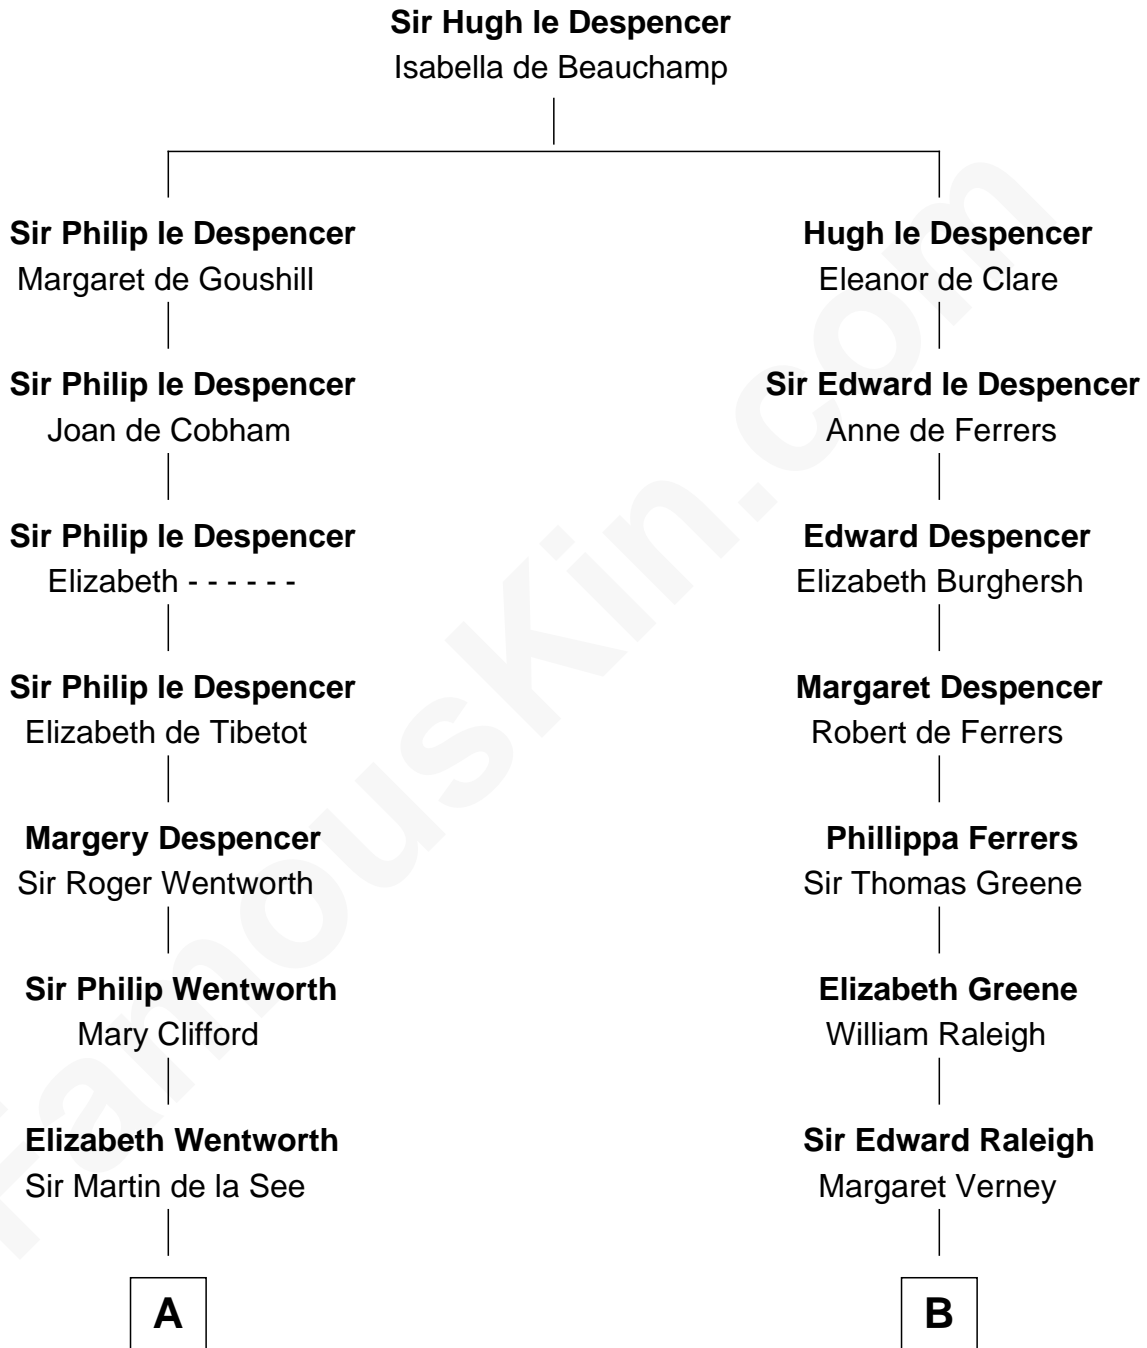 Sir Hugh le Despencer
Isabella de Beauchamp
Sir Philip le Despencer
Margaret de Goushill
Hugh le Despencer
Eleanor de Clare
Sir Philip le Despencer
Joan de Cobham
Sir Edward le Despencer
Anne de Ferrers
Sir Philip le Despencer
Elizabeth - - - - - -
Edward Despencer
Elizabeth Burghersh
Sir Philip le Despencer
Elizabeth de Tibetot
Margaret Despencer
Robert de Ferrers
Margery Despencer
Sir Roger Wentworth
Phillippa Ferrers
Sir Thomas Greene
Sir Philip Wentworth
Mary Clifford
Elizabeth Greene
William Raleigh
Elizabeth Wentworth
Sir Martin de la See
Sir Edward Raleigh
Margaret Verney
A
B
FamousKin.com